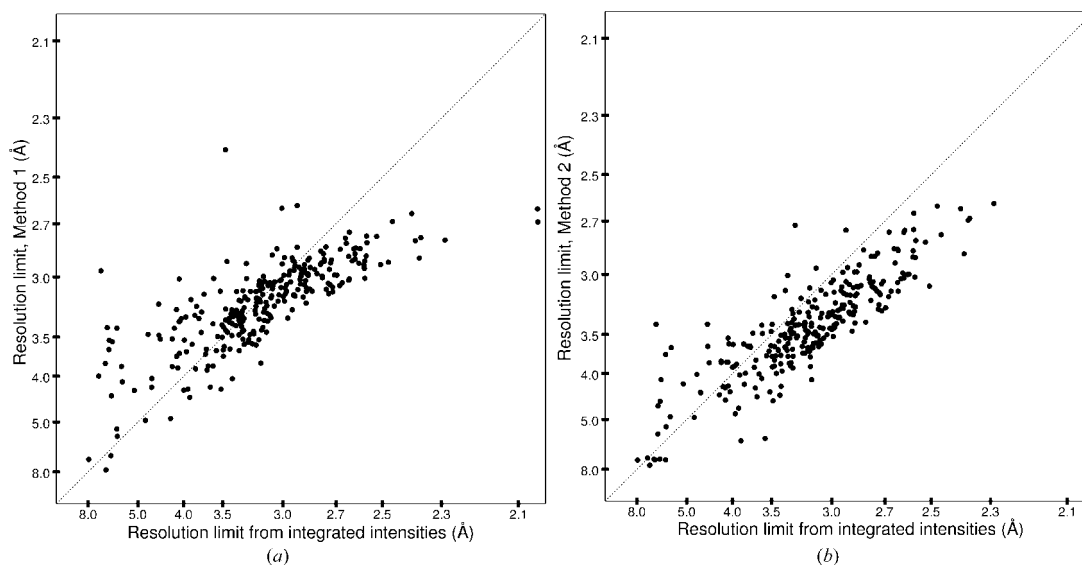 2.1
2.3
2.5
2.7
3.0
3.5
4.0
5.0
8.0
Resolution limit, Method 1 (Å)
8.0 5.0 4.0 3.5 3.0 2.7 2.5 2.3 2.1
Resolution limit from integrated intensities (Å)
(a)
2.1
2.3
2.5
2.7
3.0
3.5
4.0
5.0
8.0
Resolution limit, Method 2 (Å)
8.0 5.0 4.0 3.5 3.0 2.7 2.5 2.3 2.1
Resolution limit from integrated intensities (Å)
(b)